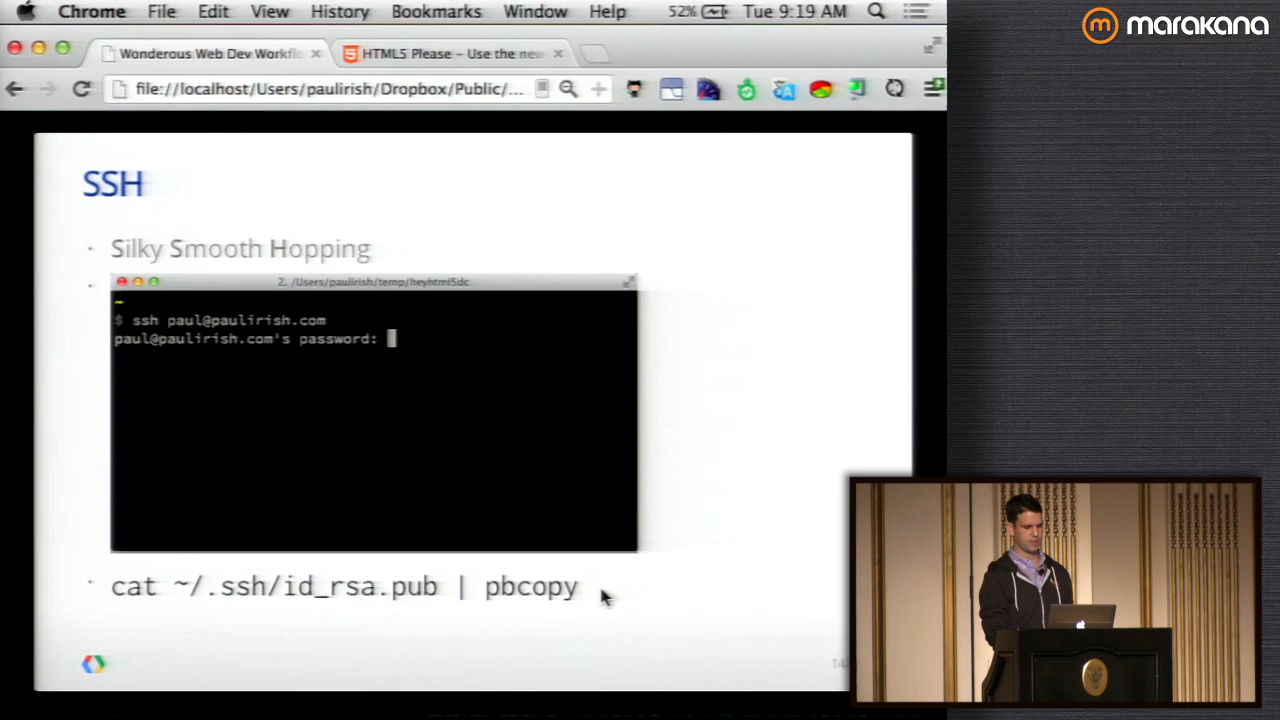 Chrome File Edit View History Bookmarks Window Help 52% Tue 9:19 AM
marakana
Wonderous Web Dev Workfl
HTML5 Please - Use the new
file://localhost/Users/paulirish/Dropbox/Public/...
SSH
Silky Smooth Hopping
2. /Users/paulirish/temp/heyhtml5dc
$ ssh paul@paulirish.com
paul@paulirish.com's password:
cat ~/.ssh/id_rsa.pub | pbcopy